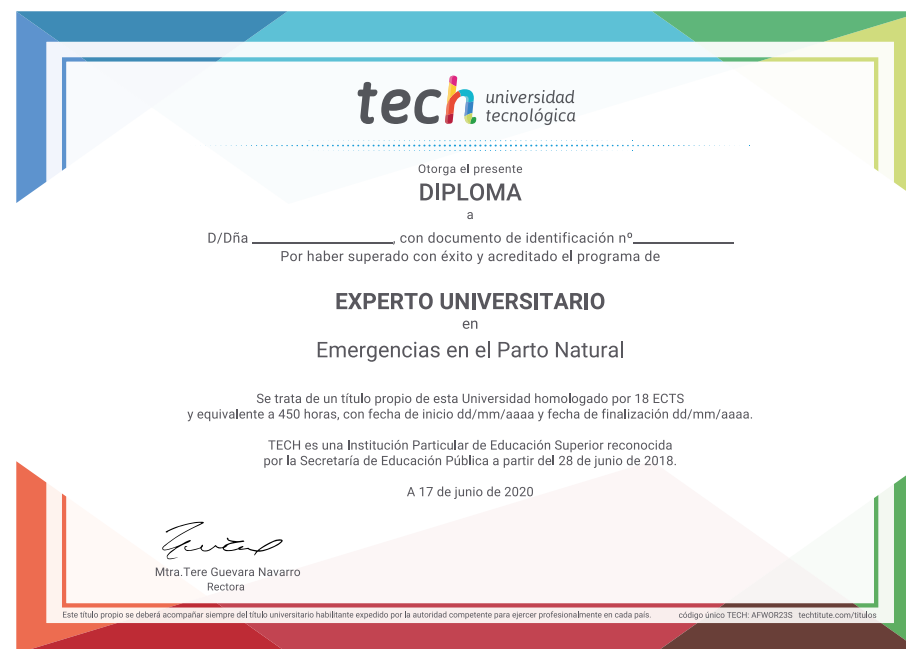 tech universidad
tecnológica
Otorga el presente
DIPLOMA
a
D/Dña ____________, con documento de identificación nº____________
Por haber superado con éxito y acreditado el programa de
EXPERTO UNIVERSITARIO
en
Emergencias en el Parto Natural
Se trata de un título propio de esta Universidad homologado por 18 ECTS
y equivalente a 450 horas, con fecha de inicio dd/mm/aaaa y fecha de finalización dd/mm/aaaa.
TECH es una Institución Particular de Educación Superior reconocida
por la Secretaría de Educación Pública a partir del 28 de junio de 2018.
A 17 de junio de 2020
Mtra.Tere Guevara Navarro
Rectora
Este título propio se deberá acompañar siempre del título universitario habilitante expedido por la autoridad competente para ejercer profesionalmente en cada país. código único TECH: AFWOR23S techtitute.com/titulos